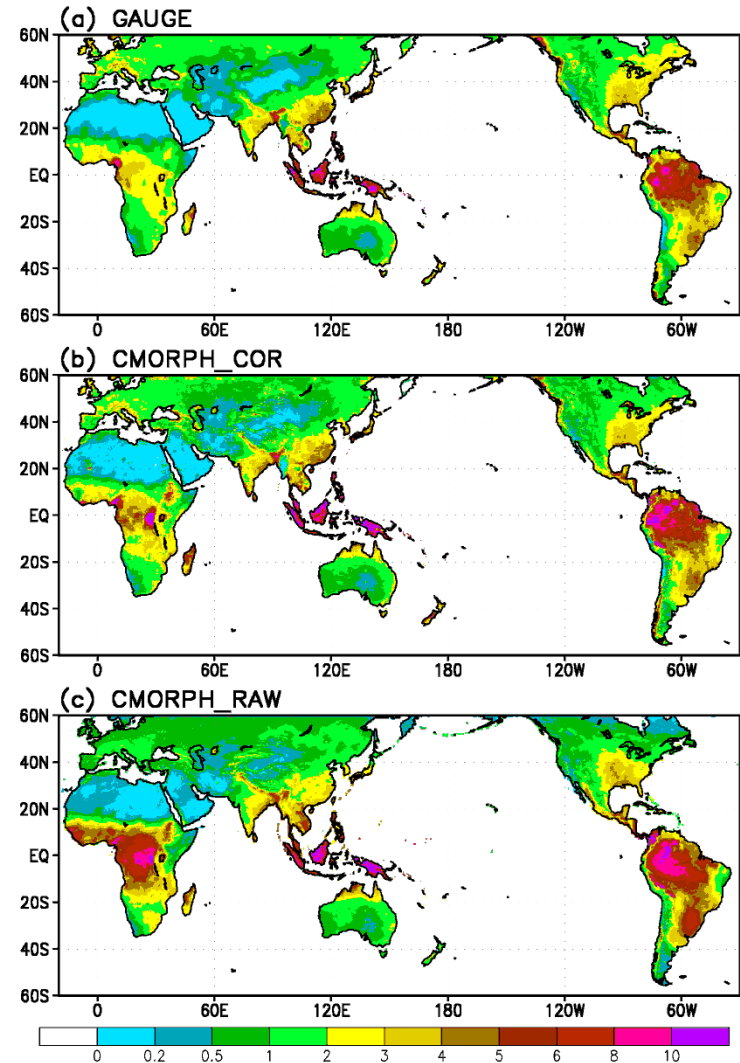 (a) GAUGE
60N
40N
20N
EQ
20S
40S
60S
0 60E 120E 180 120W 60W
(b) CMORPH_COR
60N
40N
20N
EQ
20S
40S
60S
0 60E 120E 180 120W 60W
(c) CMORPH_RAW
60N
40N
20N
EQ
20S
40S
60S
0 60E 120E 180 120W 60W
0 0.2 0.5 1 2 3 4 5 6 8 10